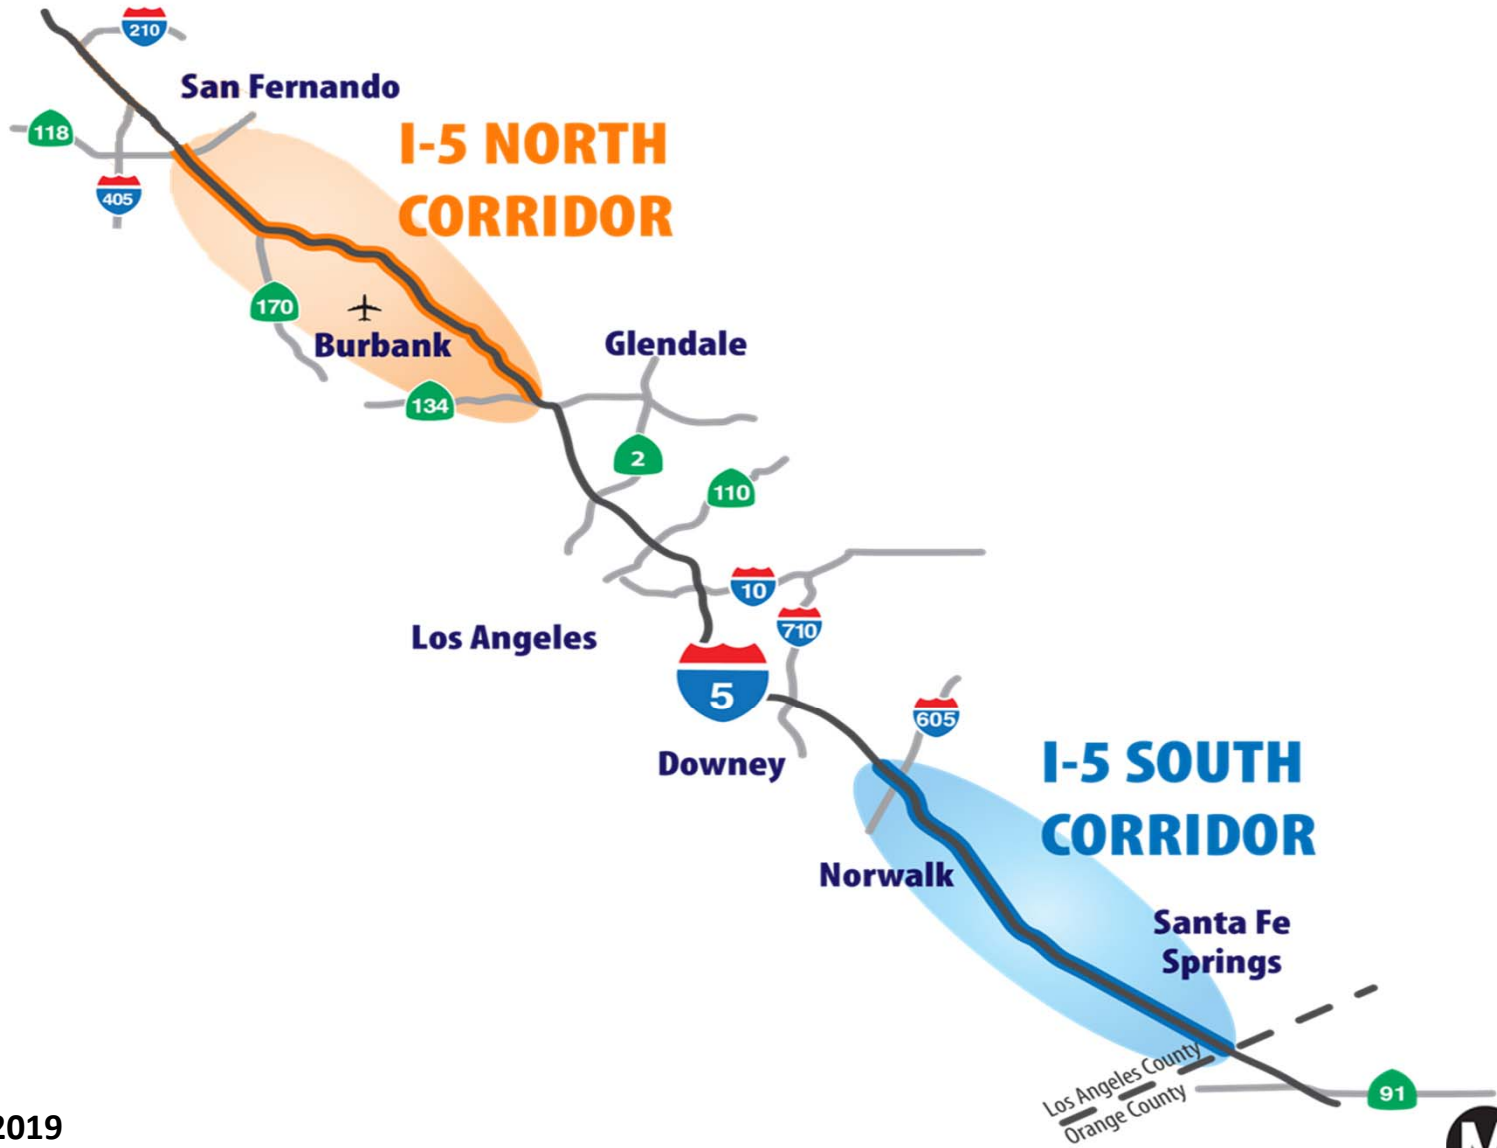 210
San Fernando
118
I-5 NORTH
CORRIDOR
405
170
Burbank
Glendale
134
2
110
10
Los Angeles
710
5
605
Downey
I-5 SOUTH
CORRIDOR
Norwalk
Santa Fe
Springs
Los Angeles County
Orange County
91
2019
M